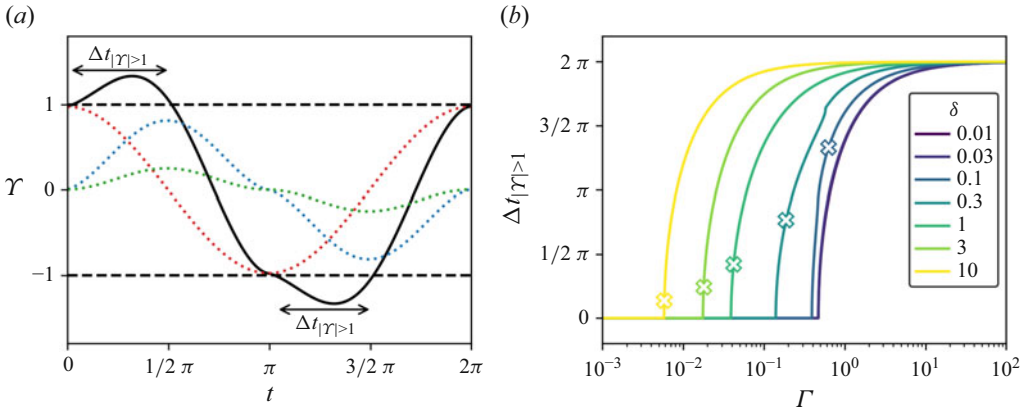 (a)
Δt|ϒ|>1
1
ϒ
0
−1
Δt|ϒ|>1
0
1/2 π
π
3/2 π
2π
t
(b)
2 π
3/2 π
Δt|ϒ|>1
π
1/2 π
0
δ
0.01
0.03
0.1
0.3
1
3
10
10⁻³
10⁻²
10⁻¹
10⁰
10¹
10²
Γ